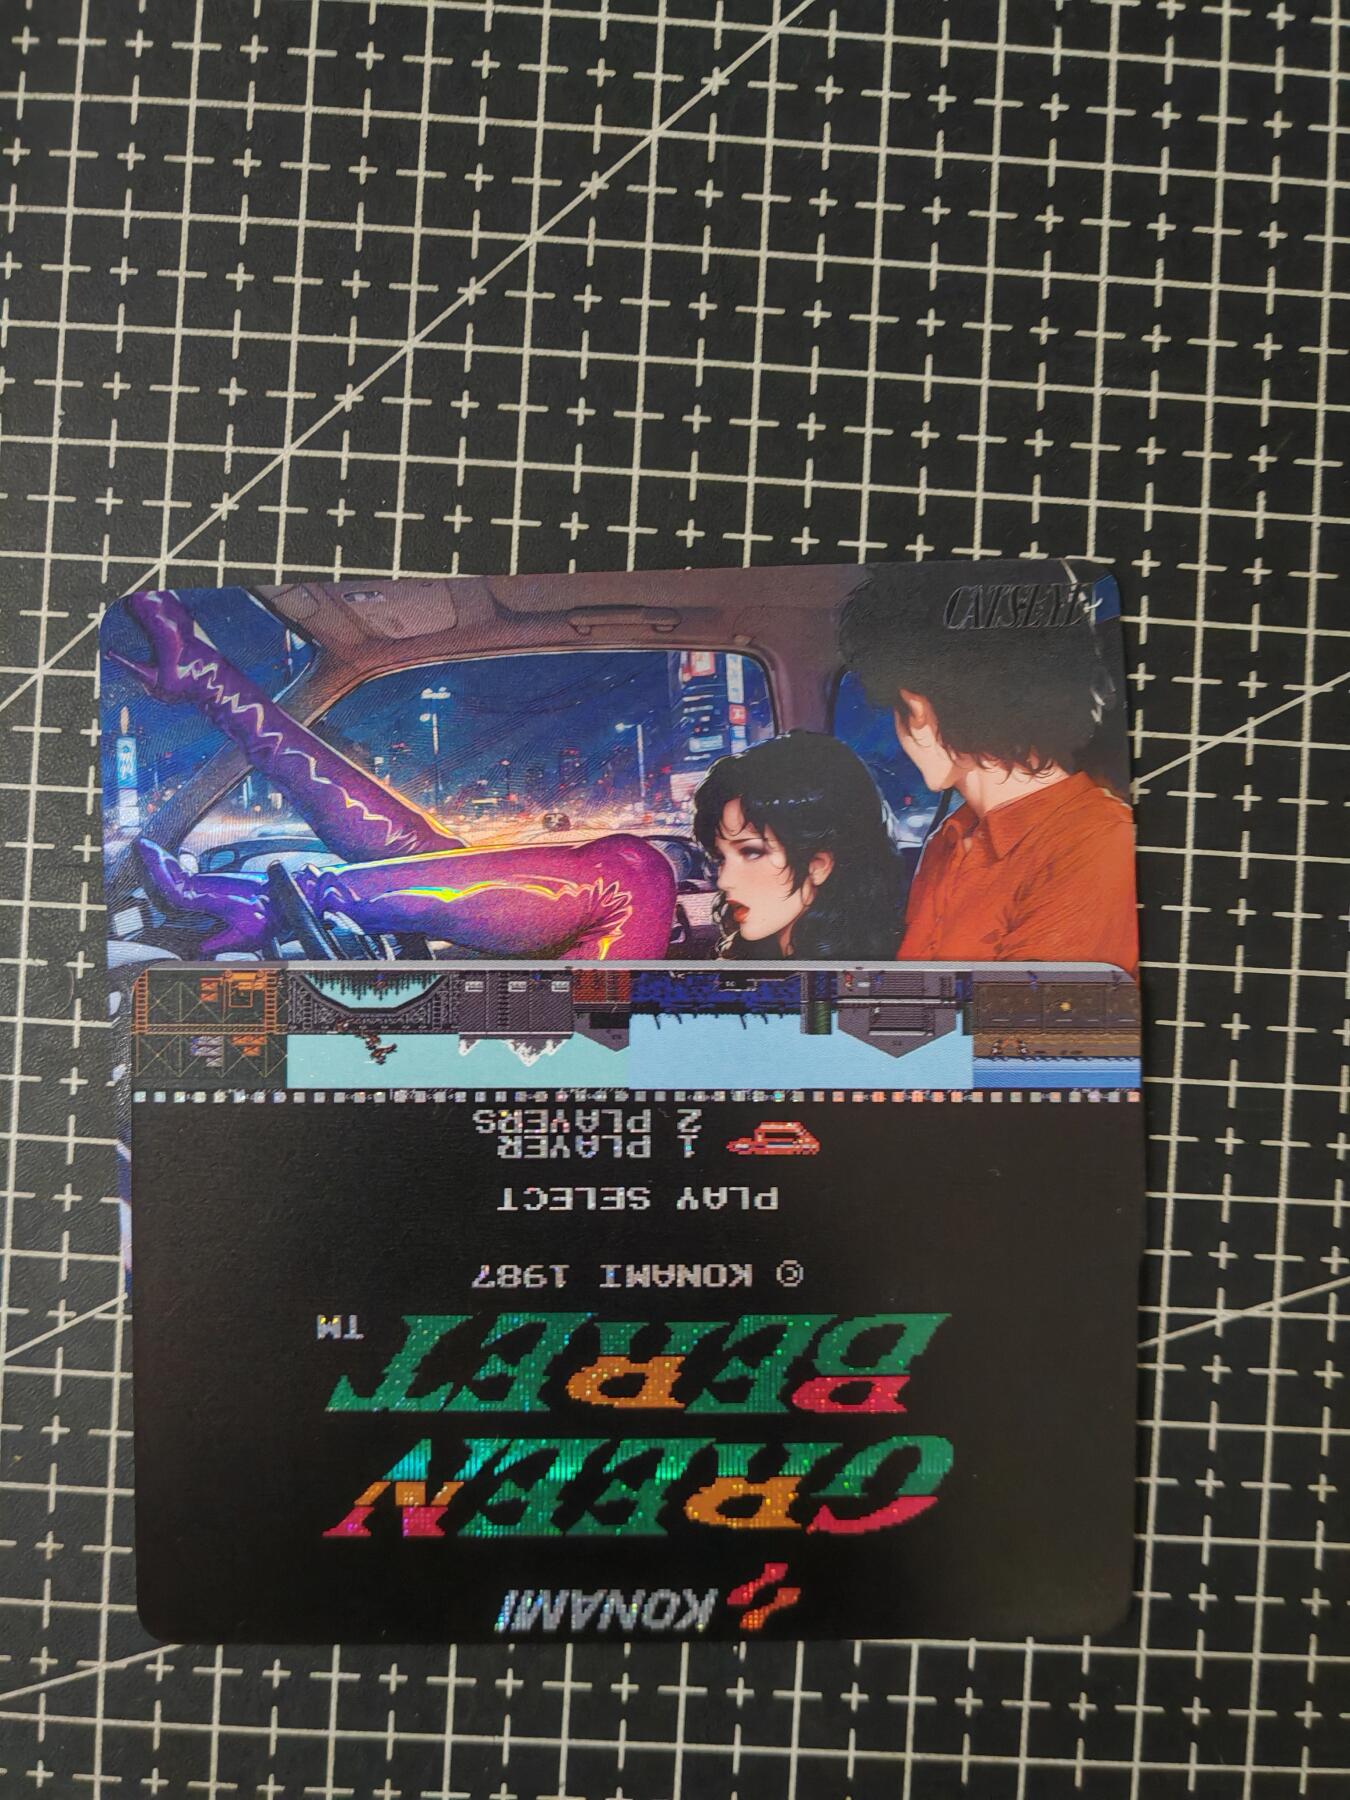 CAT'S EYE
KONAMI
GREEN
BERET
TM
© KONAMI 1987
PLAY SELECT
1 PLAYER
2 PLAYERS